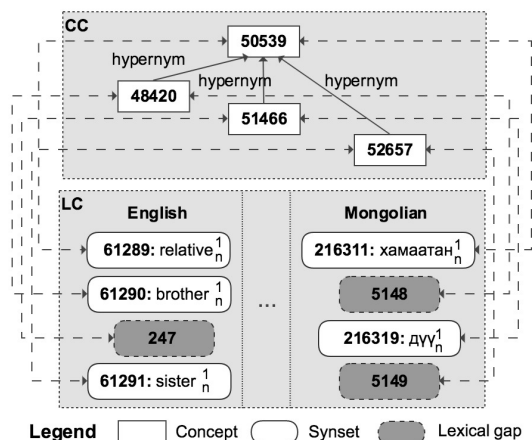 CC
50539
hypernym
hypernym
hypernym
48420
51466
52657
LC
English
Mongolian
61289: relative 1 n
216311: хамаатан 1 n
61290: brother 1 n
5148
...
247
216319: дүү 1 n
61291: sister 1 n
5149
Legend Concept Synset Lexical gap